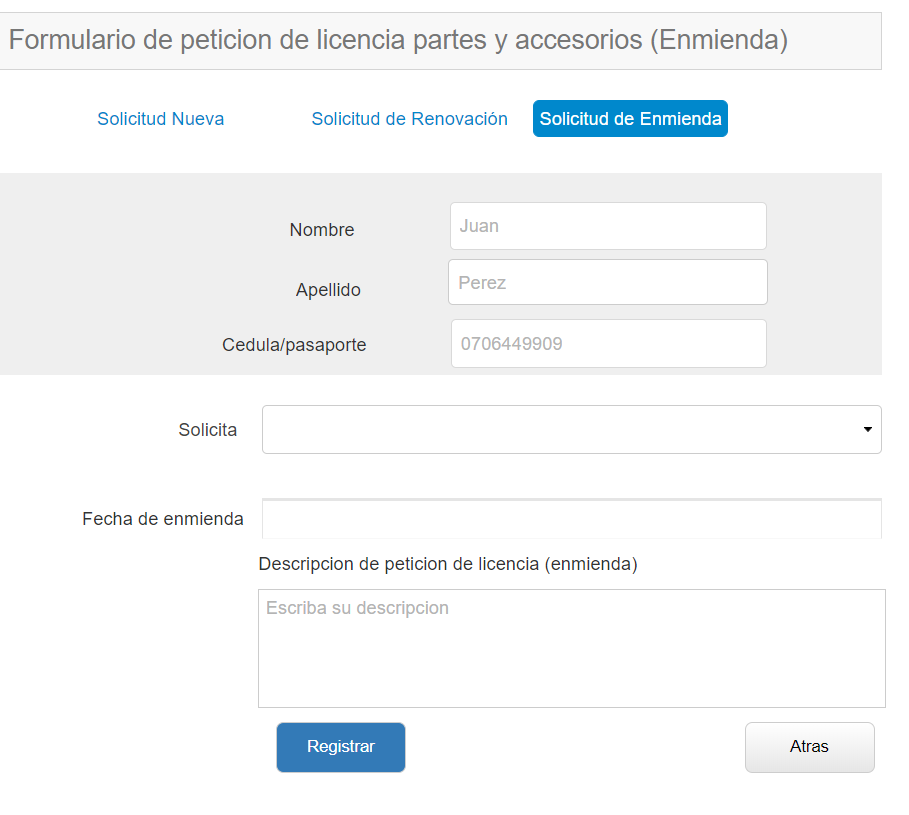 Formulario de peticion de licencia partes y accesorios (Enmienda)
Solicitud Nueva Solicitud de Renovación Solicitud de Enmienda
Nombre Juan
Apellido Perez
Cedula/pasaporte 0706449909
Solicita
Fecha de enmienda
Descripcion de peticion de licencia (enmienda)
Escriba su descripcion
Registrar Atras